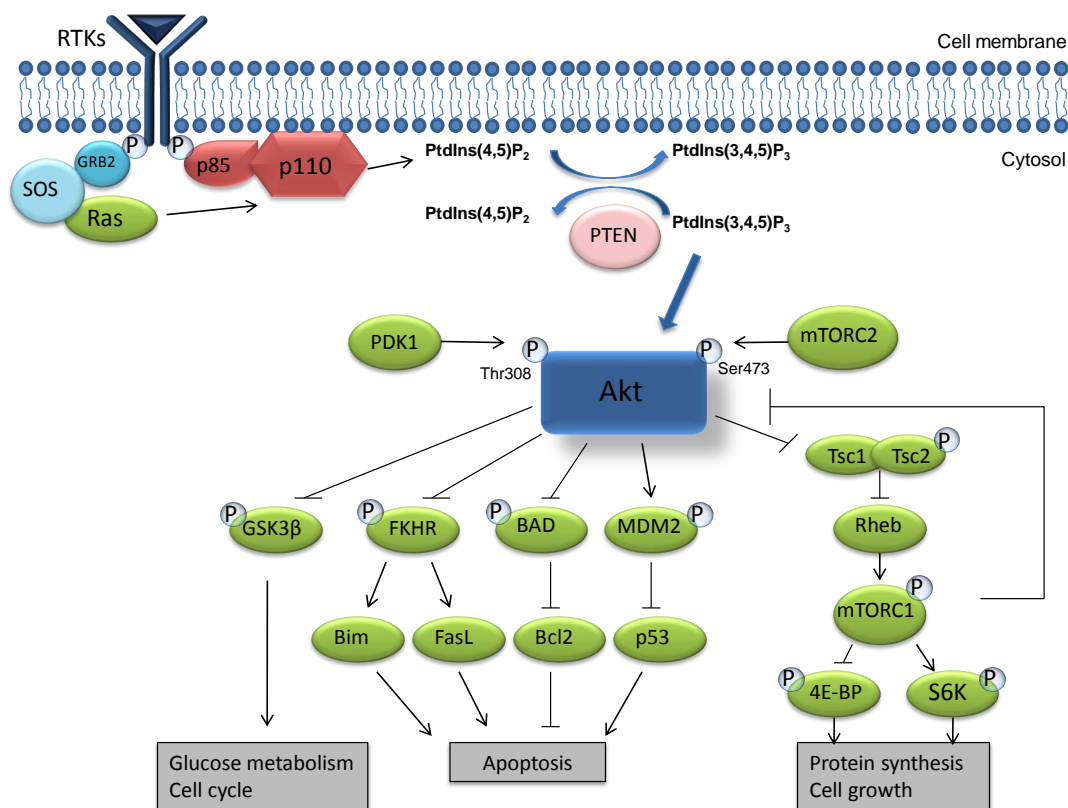 RTKs
Cell membrane
P
P
GRB2
SOS
Ras
p85
p110
PtdIns(4,5)P₂
PtdIns(3,4,5)P₃
Cytosol
PtdIns(4,5)P₂
PTEN
PtdIns(3,4,5)P₃
PDK1
P
Thr308
Akt
P
Ser473
mTORC2
Tsc1
Tsc2
P
P
GSK3β
P
FKHR
P
BAD
MDM2
P
Rheb
mTORC1
P
Bim
FasL
Bcl2
p53
P
4E-BP
S6K
P
Glucose metabolism
Cell cycle
Apoptosis
Protein synthesis
Cell growth